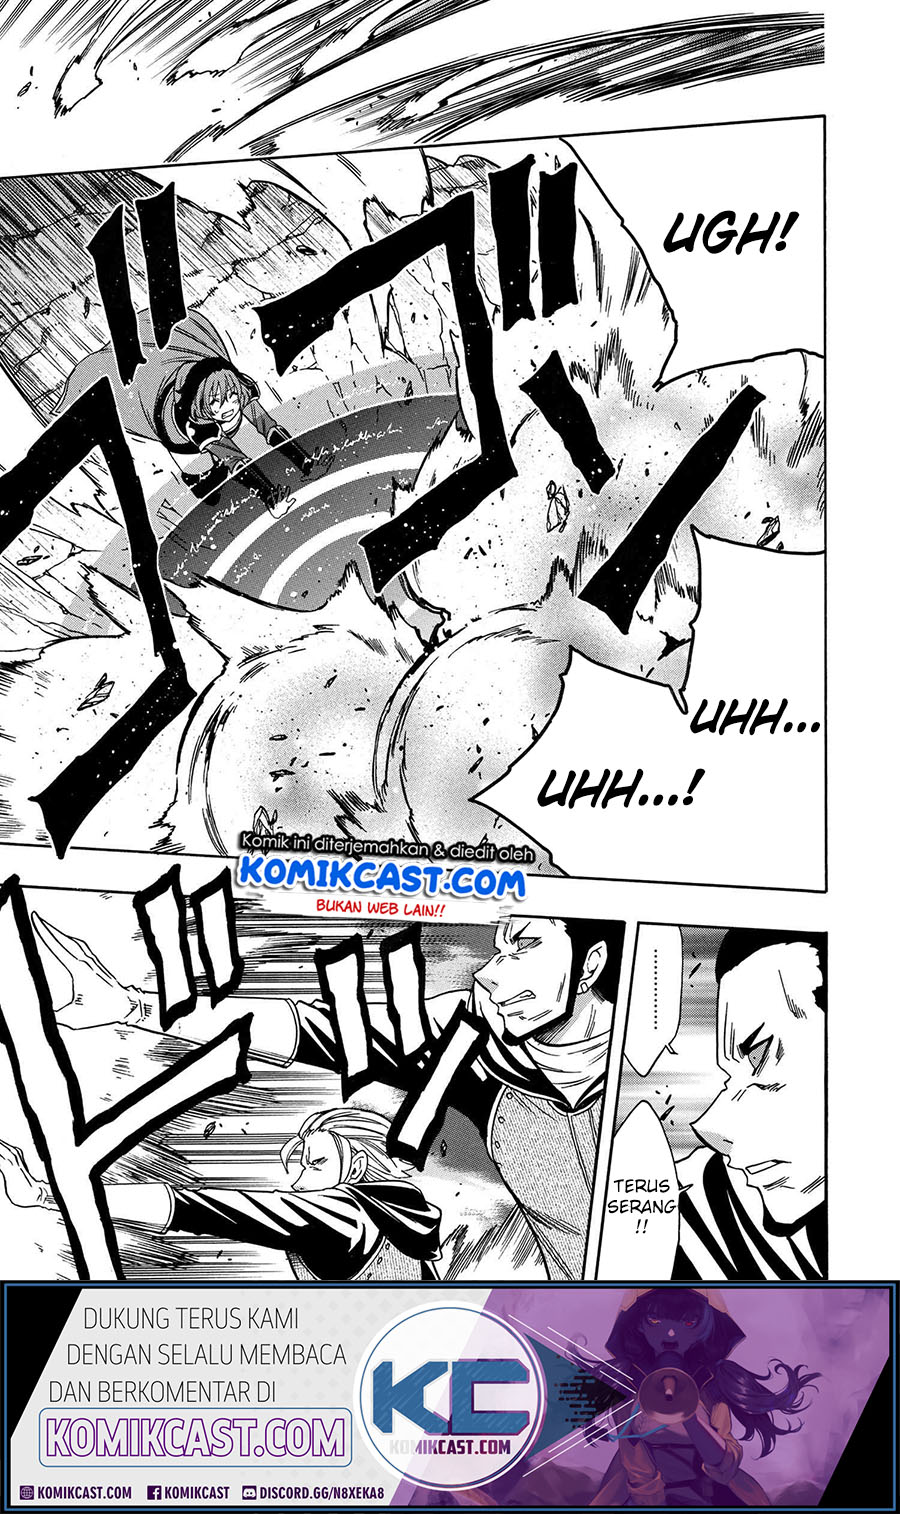 UGH!
UHH...
UHH...!
Komik ini diterjemahkan & diedit oleh
KOMIKCAST.COM
BUKAN WEB LAIN!!
.........
TERUS
SERANG
!!
DUKUNG TERUS KAMI
DENGAN SELALU MEMBACA
DAN BERKOMENTAR DI
KOMIKCAST.COM
KC
KOMIKCAST.COM
KOMIKCAST.COM
KOMIKCAST
DISCORD.GG/N8XEKA8